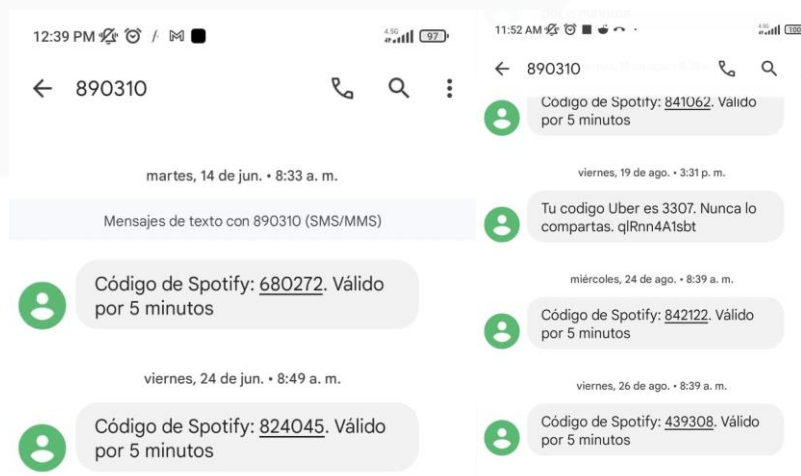 12:39 PM
4.5G
97
890310
martes, 14 de jun. • 8:33 a. m.
Mensajes de texto con 890310 (SMS/MMS)
Código de Spotify: 680272. Válido
por 5 minutos
viernes, 24 de jun. • 8:49 a. m.
Código de Spotify: 824045. Válido
por 5 minutos
11:52 AM
100
890310
Código de Spotify: 841062. Válido
por 5 minutos
viernes, 19 de ago. • 3:31 p. m.
Tu codigo Uber es 3307. Nunca lo
compartas. qlRnn4A1sbt
miércoles, 24 de ago. • 8:39 a. m.
Código de Spotify: 842122. Válido
por 5 minutos
viernes, 26 de ago. • 8:39 a. m.
Código de Spotify: 439308. Válido
por 5 minutos